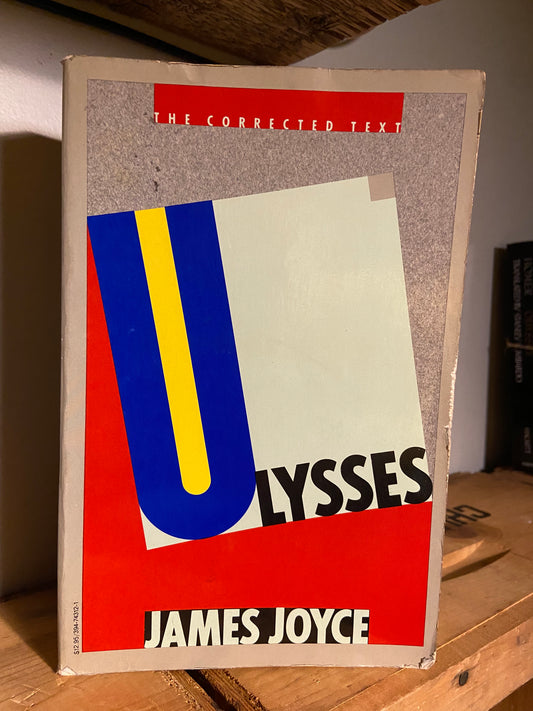 THE CORRECTED TEXT
ULYSSES
JAMES JOYCE
$12.95/394-74312-1